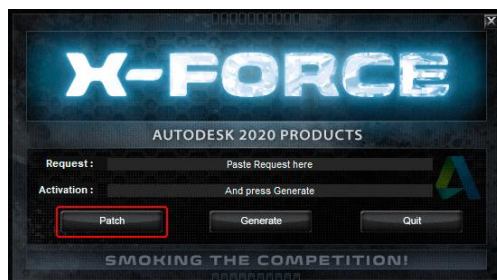 X-FORCE
AUTODESK 2020 PRODUCTS
Request : Paste Request here
Activation : And press Generate
Patch Generate Quit
SMOKING THE COMPETITION!